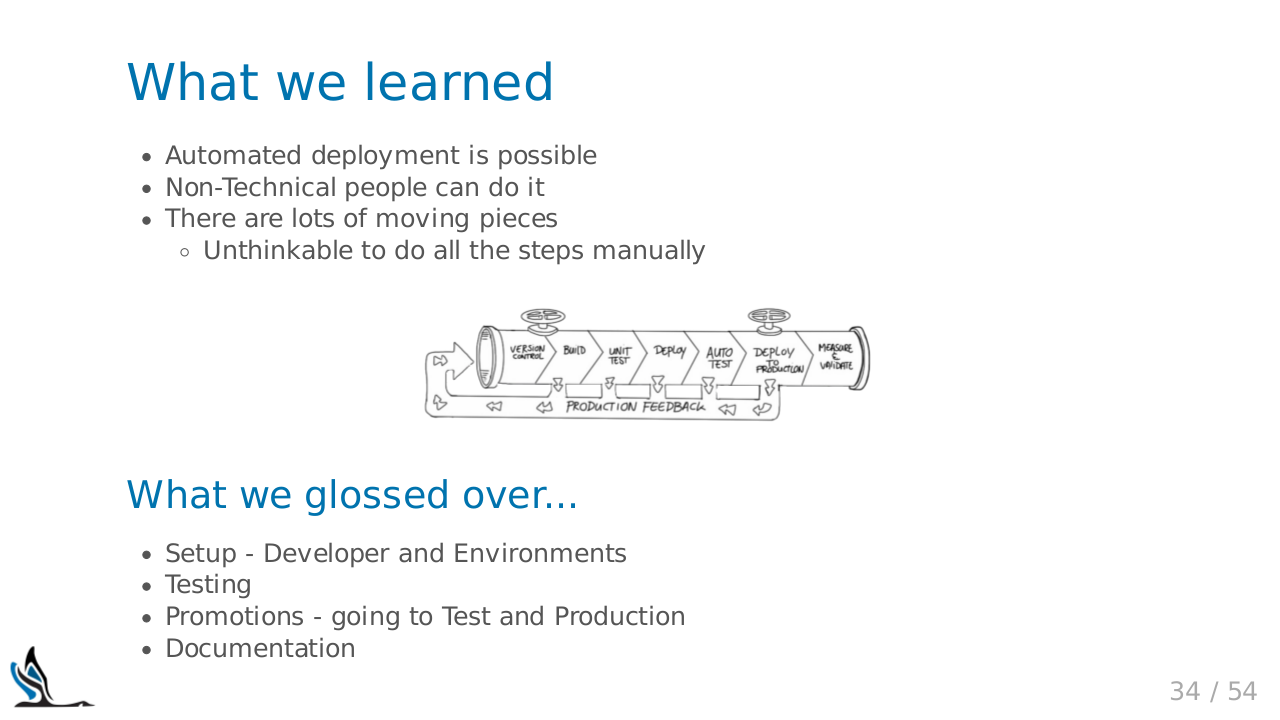 What we learned
Automated deployment is possible
Non-Technical people can do it
There are lots of moving pieces
Unthinkable to do all the steps manually
VERSION CONTROL
BUILD
UNIT TEST
DEPLOY
AUTO TEST
DEPLOY TO PRODUCTION
MEASURE & VALIDATE
PRODUCTION FEEDBACK
What we glossed over...
Setup - Developer and Environments
Testing
Promotions - going to Test and Production
Documentation
34 / 54